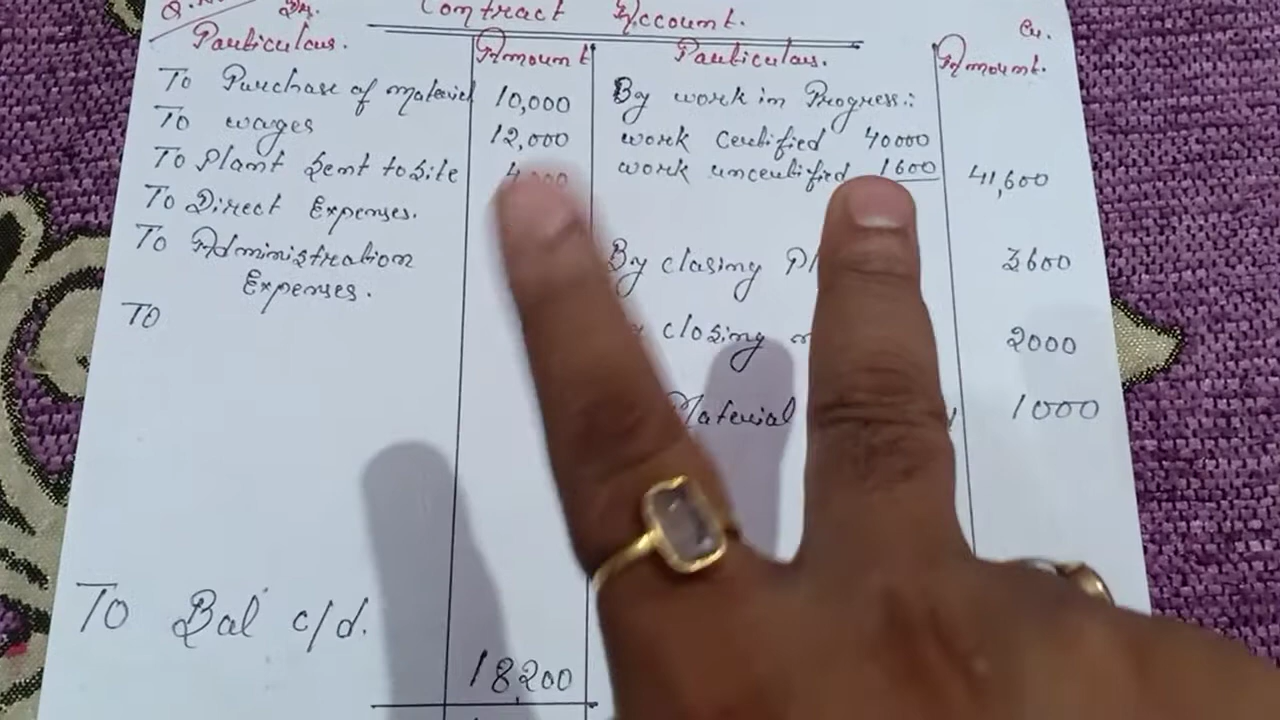 Dr. Contract Account. Cr.
Particulars. Amount Particulars. Amount.
To Purchase of material 10,000 By work in Progress:
To wages 12,000 work Certified 40000
To Plant Sent to Site work uncertified 1600 41,600
To Direct Expenses.
To Administration By closing 3600
Expenses.
To closing 2000
Material 1000
To Bal c/d.
18,200